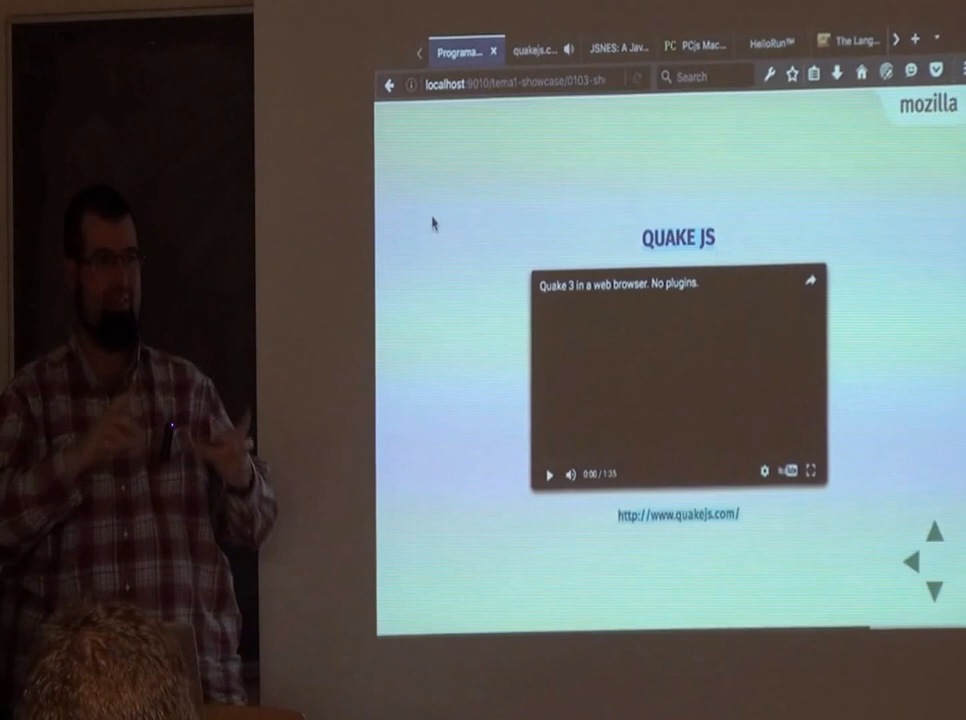 Programa... quakejs.c... JSNES: A Jav... PC PCjs Mac... HelloRun™ The Lang...
localhost:9010/tema1-showcase/0103-sh Search
mozilla
QUAKE JS
Quake 3 in a web browser. No plugins.
0:00 / 1:35
http://www.quakejs.com/